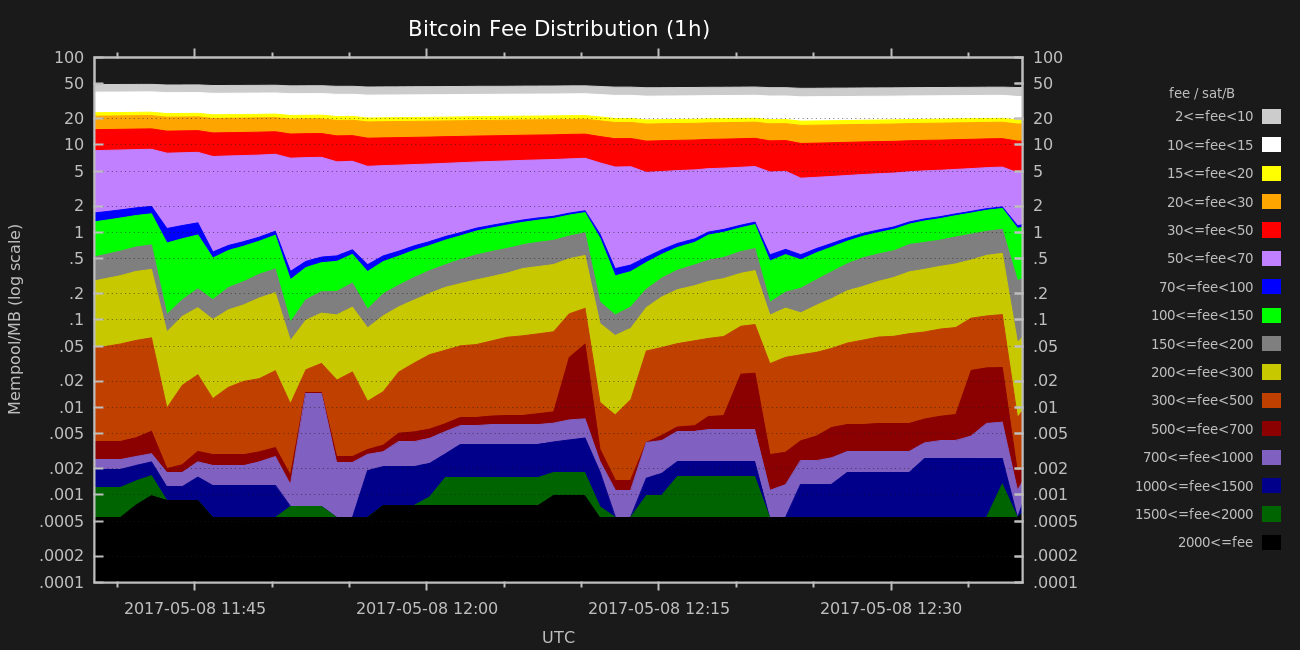 Bitcoin Fee Distribution (1h)
Mempool/MB (log scale)
100
50
20
10
5
2
1
.5
.2
.1
.05
.02
.01
.005
.002
.001
.0005
.0002
.0001
100
50
20
10
5
2
1
.5
.2
.1
.05
.02
.01
.005
.002
.001
.0005
.0002
.0001
2017-05-08 11:45
2017-05-08 12:00
2017-05-08 12:15
2017-05-08 12:30
UTC
fee / sat/B
2<=fee<10
10<=fee<15
15<=fee<20
20<=fee<30
30<=fee<50
50<=fee<70
70<=fee<100
100<=fee<150
150<=fee<200
200<=fee<300
300<=fee<500
500<=fee<700
700<=fee<1000
1000<=fee<1500
1500<=fee<2000
2000<=fee